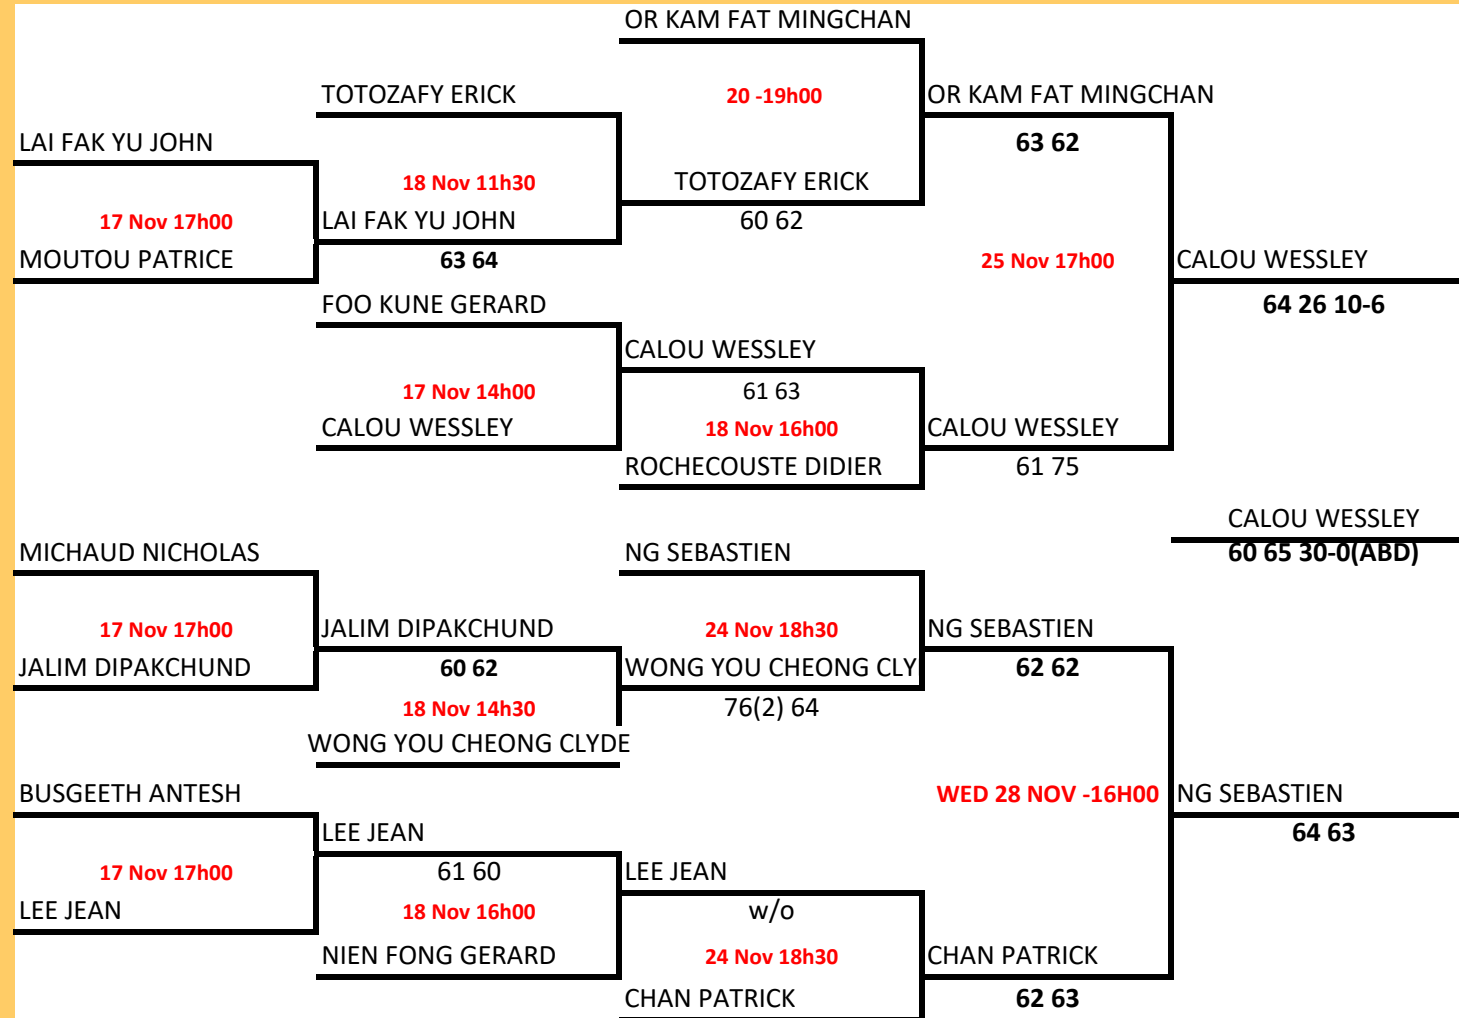 OR KAM FAT MINGCHAN
TOTOZAFY ERICK
20 -19h00
OR KAM FAT MINGCHAN
LAI FAK YU JOHN
63 62
18 Nov 11h30
TOTOZAFY ERICK
17 Nov 17h00
LAI FAK YU JOHN
60 62
MOUTOU PATRICE
63 64
25 Nov 17h00
CALOU WESSLEY
FOO KUNE GERARD
64 26 10-6
CALOU WESSLEY
17 Nov 14h00
61 63
CALOU WESSLEY
18 Nov 16h00
CALOU WESSLEY
ROCHECOUSTE DIDIER
61 75
CALOU WESSLEY
MICHAUD NICHOLAS
NG SEBASTIEN
60 65 30-0(ABD)
17 Nov 17h00
JALIM DIPAKCHUND
24 Nov 18h30
NG SEBASTIEN
JALIM DIPAKCHUND
60 62
WONG YOU CHEONG CLY
62 62
18 Nov 14h30
76(2) 64
WONG YOU CHEONG CLYDE
BUSGEETH ANTESH
WED 28 NOV -16H00
NG SEBASTIEN
LEE JEAN
64 63
17 Nov 17h00
61 60
LEE JEAN
LEE JEAN
18 Nov 16h00
w/o
NIEN FONG GERARD
24 Nov 18h30
CHAN PATRICK
CHAN PATRICK
62 63